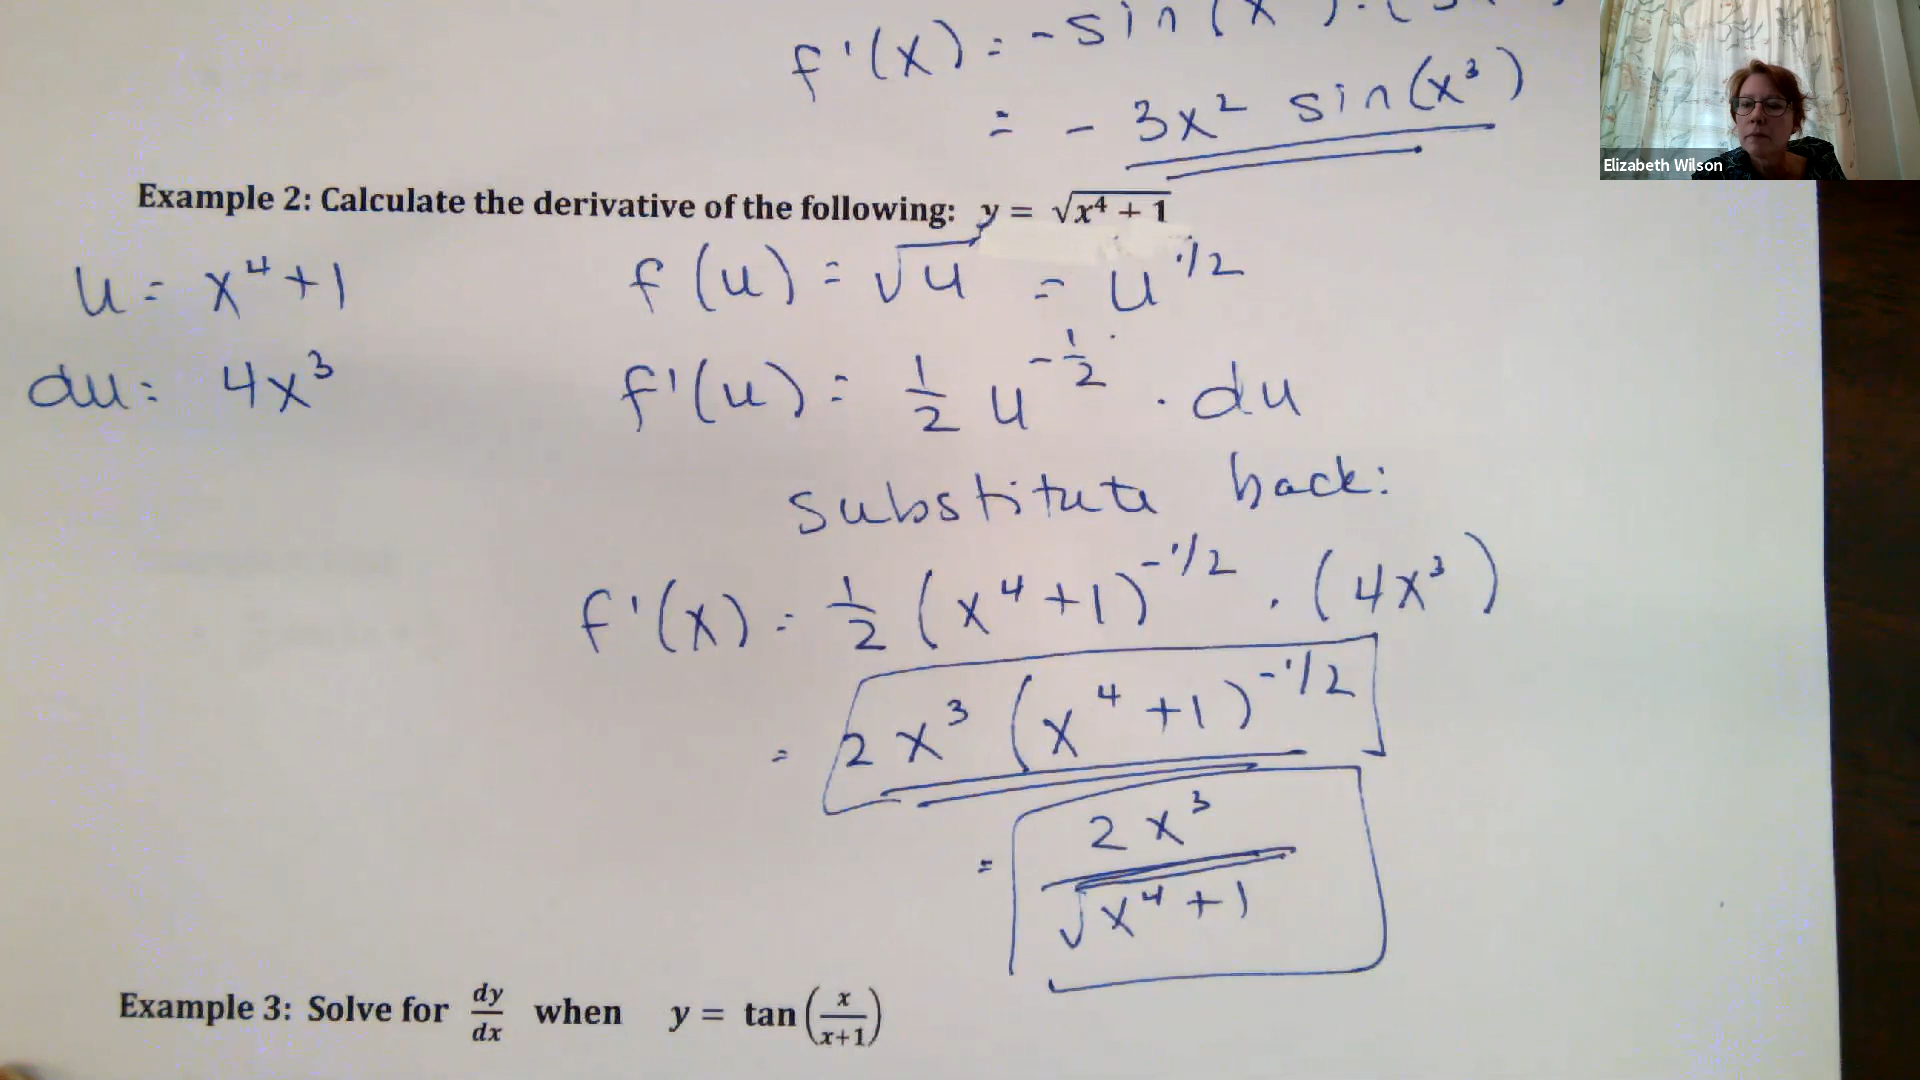 f'(x) = -sin(x ) · (3
= - 3x² sin(x³)
Elizabeth Wilson
Example 2: Calculate the derivative of the following: y = √(x⁴ + 1)
u = x⁴+1 f(u) = √u = u^1/2
du = 4x³ f'(u) = 1/2 u^-1/2 · du
substitute back:
f'(x) = 1/2 (x⁴+1)^-1/2 · (4x³)
= 2x³ (x⁴+1)^-1/2
= 2x³/√(x⁴+1)
Example 3: Solve for dy/dx when y = tan(x/(x+1))